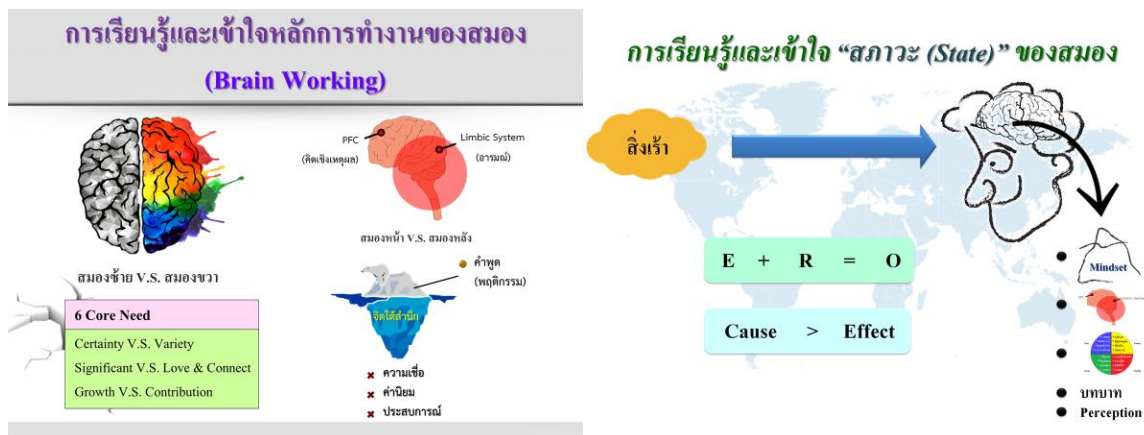 การเรียนรู้และเข้าใจหลักการทำงานของสมอง
(Brain Working)
PFC
(คิดเชิงเหตุผล)
Limbic System
(อารมณ์)
สมองซ้าย V.S. สมองขวา
สมองหน้า V.S. สมองหลัง
6 Core Need
Certainty V.S. Variety
Significant V.S. Love & Connect
Growth V.S. Contribution
คำพูด
(พฤติกรรม)
จิตใต้สำนึก
ความเชื่อ
ค่านิยม
ประสบการณ์
การเรียนรู้และเข้าใจ “สภาวะ (State)” ของสมอง
สิ่งเร้า
E + R = O
Cause > Effect
Mindset
บทบาท
Perception